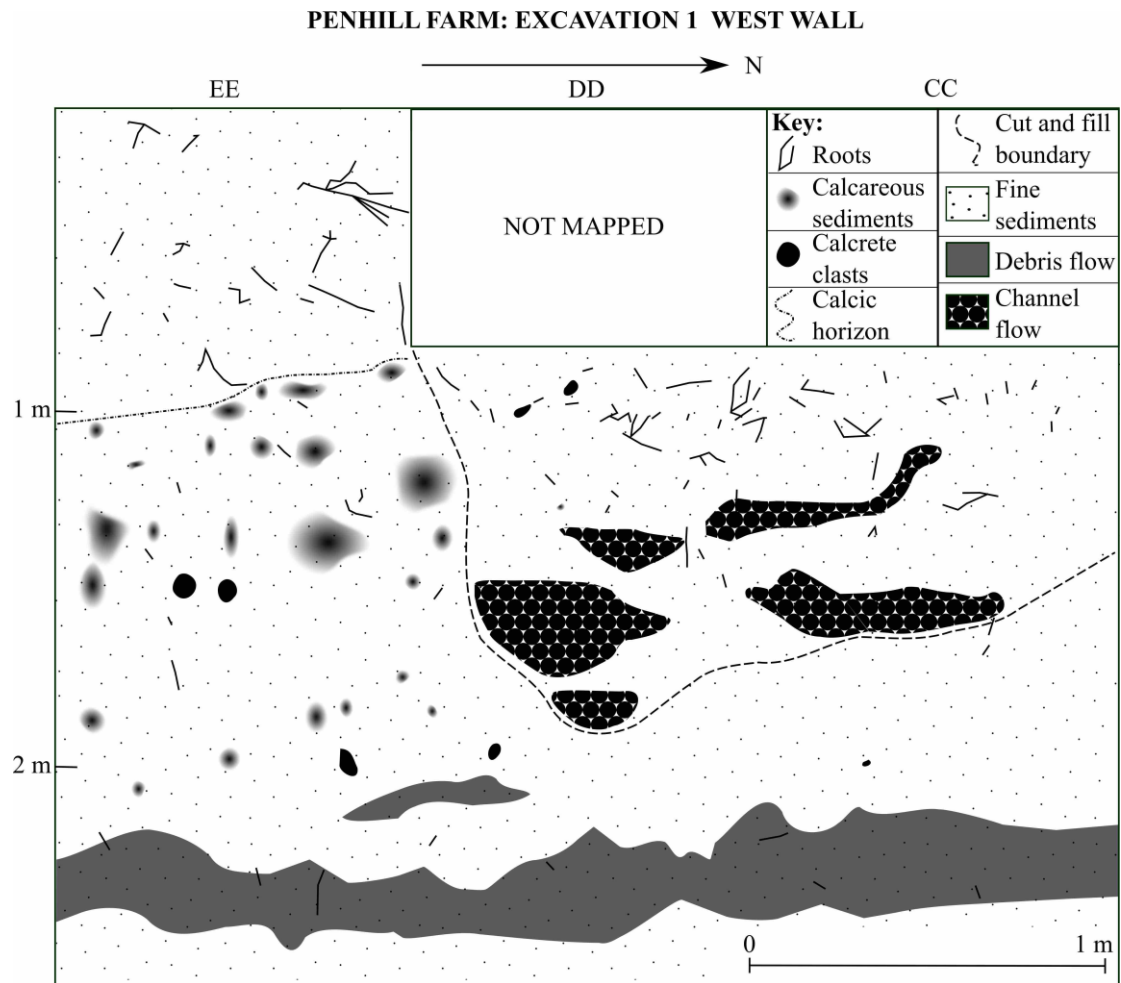 PENHILL FARM: EXCAVATION 1 WEST WALL
N
EE
DD
CC
NOT MAPPED
Key:
Roots
Calcareous
sediments
Calcrete
clasts
Calcic
horizon
Cut and fill
boundary
Fine
sediments
Debris flow
Channel
flow
1 m
2 m
0
1 m